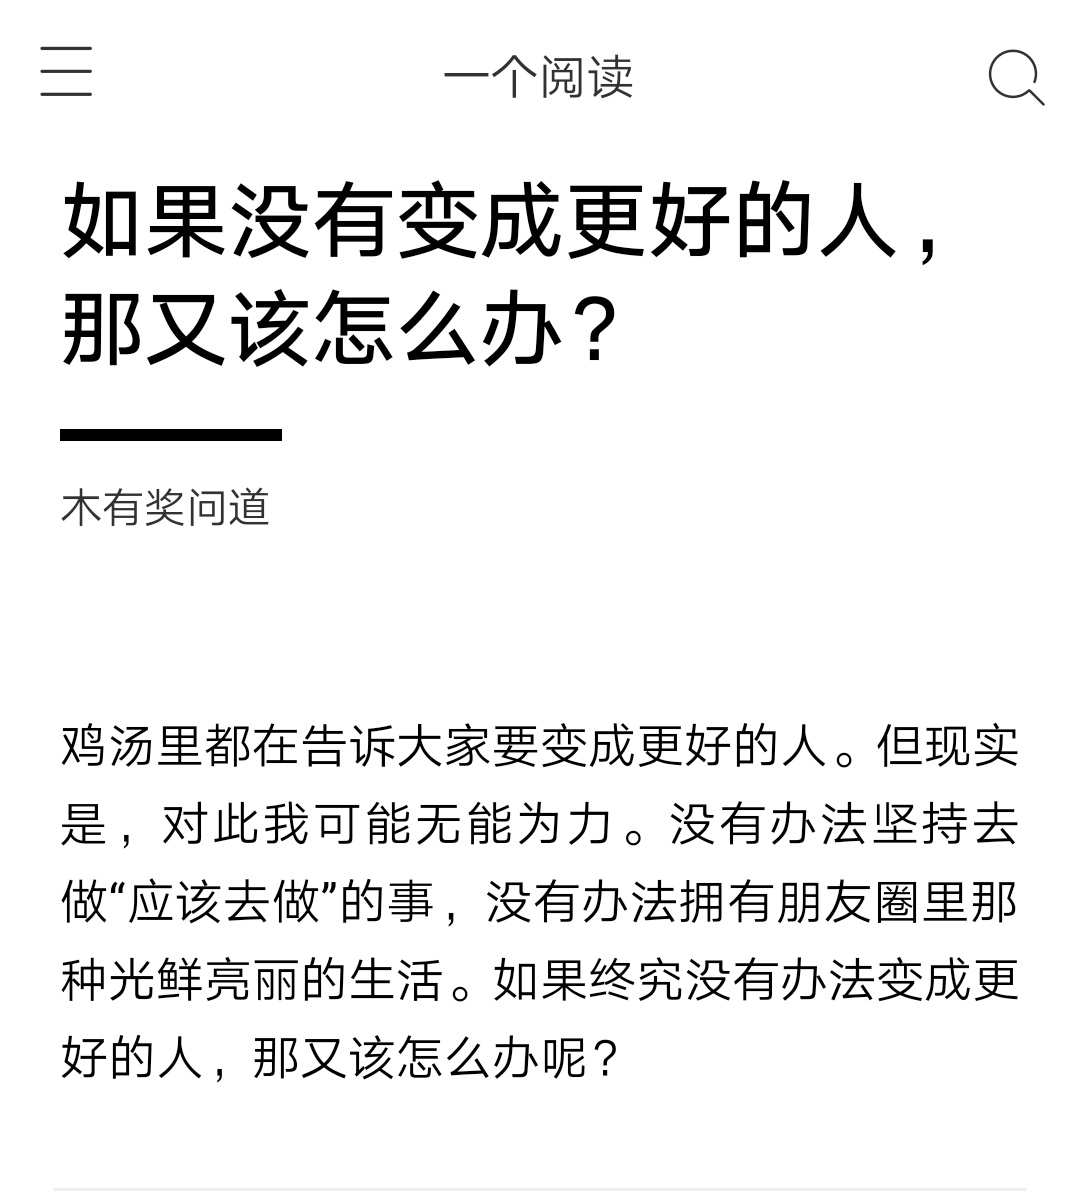 一个阅读
如果没有变成更好的人，
那又该怎么办？
木有奖问道
鸡汤里都在告诉大家要变成更好的人。但现实
是，对此我可能无能为力。没有办法坚持去
做“应该去做”的事，没有办法拥有朋友圈里那
种光鲜亮丽的生活。如果终究没有办法变成更
好的人，那又该怎么办呢？